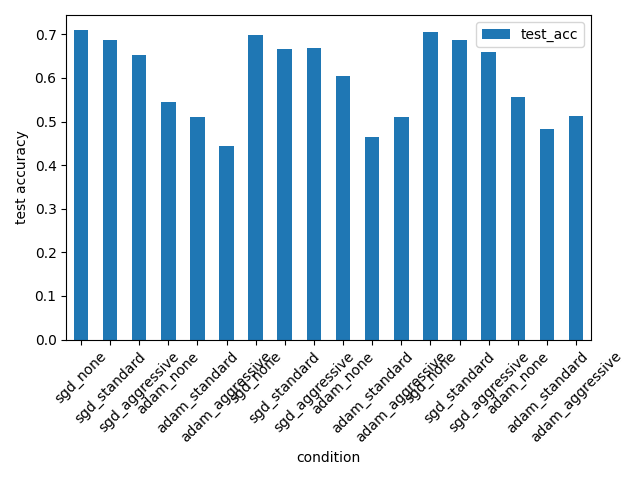 test_acc
test accuracy
0.7
0.6
0.5
0.4
0.3
0.2
0.1
0.0
sgd_none
sgd_standard
sgd_aggressive
adam_none
adam_standard
adam_aggressive
sgd_none
sgd_standard
sgd_aggressive
adam_none
adam_standard
adam_aggressive
sgd_none
sgd_standard
sgd_aggressive
adam_none
adam_standard
adam_aggressive
condition